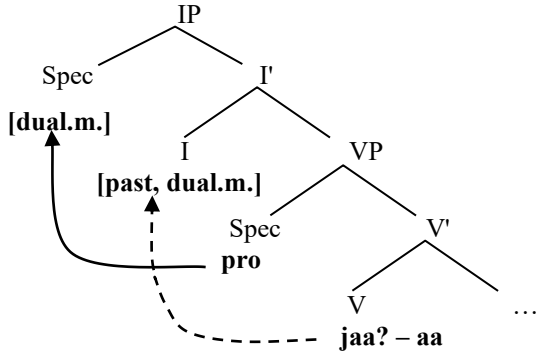 IP
Spec I'
[dual.m.]
I VP
[past, dual.m.]
Spec V'
pro
V …
jaa? – aa